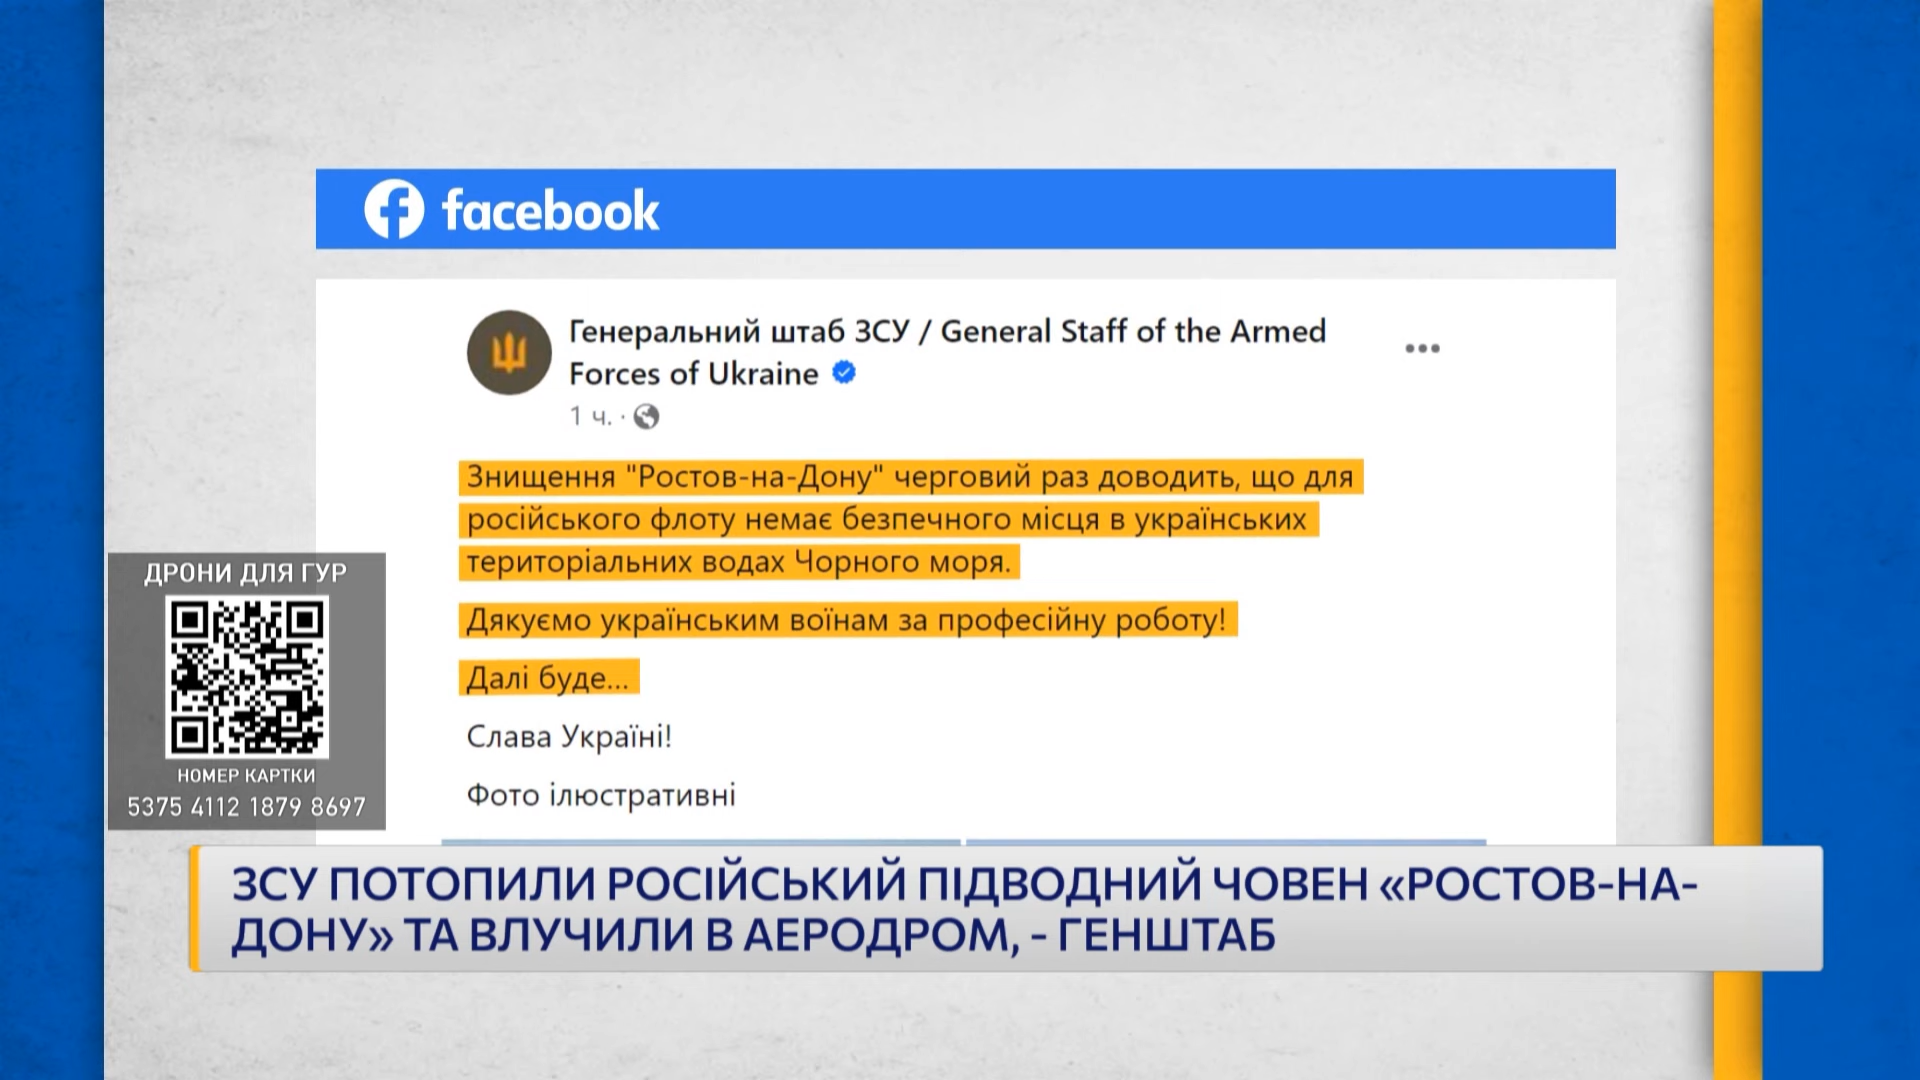 facebook
Генеральний штаб ЗСУ / General Staff of the Armed
Forces of Ukraine
1 ч. ·
Знищення "Ростов-на-Дону" черговий раз доводить, що для
російського флоту немає безпечного місця в українських
територіальних водах Чорного моря.
Дякуємо українським воїнам за професійну роботу!
Далі буде...
Слава Україні!
Фото ілюстративні
ДРОНИ ДЛЯ ГУР
НОМЕР КАРТКИ
5375 4112 1879 8697
ЗСУ ПОТОПИЛИ РОСІЙСЬКИЙ ПІДВОДНИЙ ЧОВЕН «РОСТОВ-НА-
ДОНУ» ТА ВЛУЧИЛИ В АЕРОДРОМ, - ГЕНШТАБ